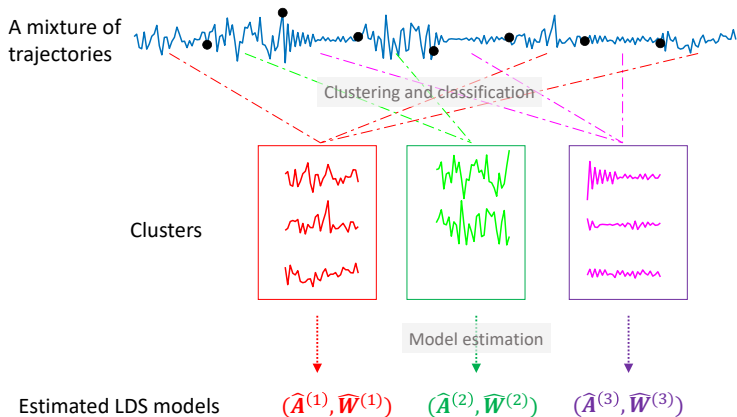 A mixture of
trajectories
Clustering and classification
Clusters
Model estimation
Estimated LDS models
(Â⁽¹⁾, Ŵ⁽¹⁾)
(Â⁽²⁾, Ŵ⁽²⁾)
(Â⁽³⁾, Ŵ⁽³⁾)